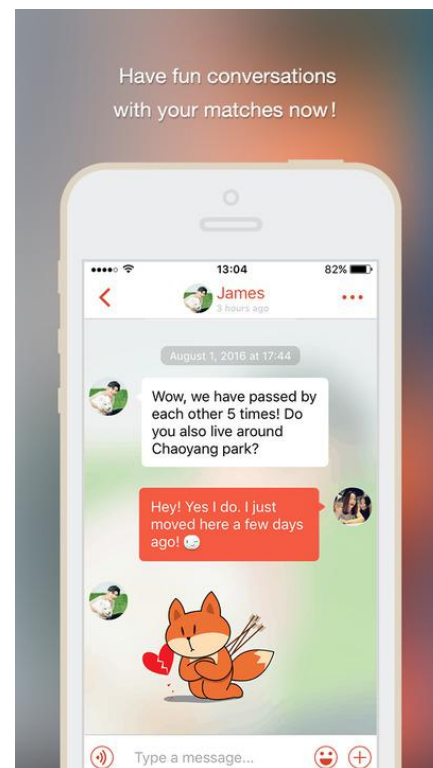 Have fun conversations
with your matches now!
13:04
82%
James
3 hours ago
August 1, 2016 at 17:44
Wow, we have passed by
each other 5 times! Do
you also live around
Chaoyang park?
Hey! Yes I do. I just
moved here a few days
ago!
Type a message...